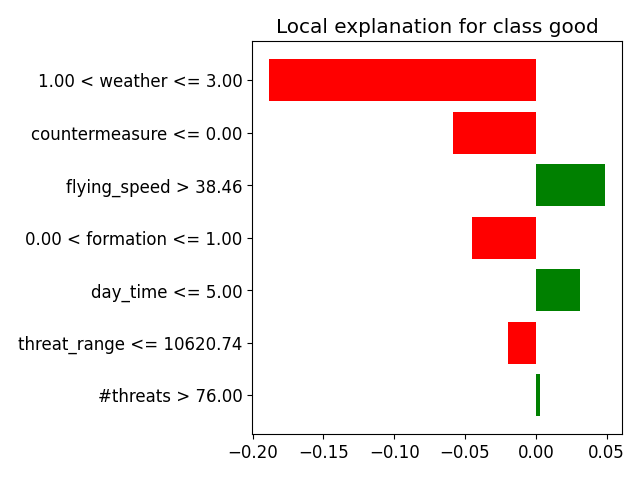 Local explanation for class good
1.00 < weather <= 3.00
countermeasure <= 0.00
flying_speed > 38.46
0.00 < formation <= 1.00
day_time <= 5.00
threat_range <= 10620.74
#threats > 76.00
−0.20 −0.15 −0.10 −0.05 0.00 0.05